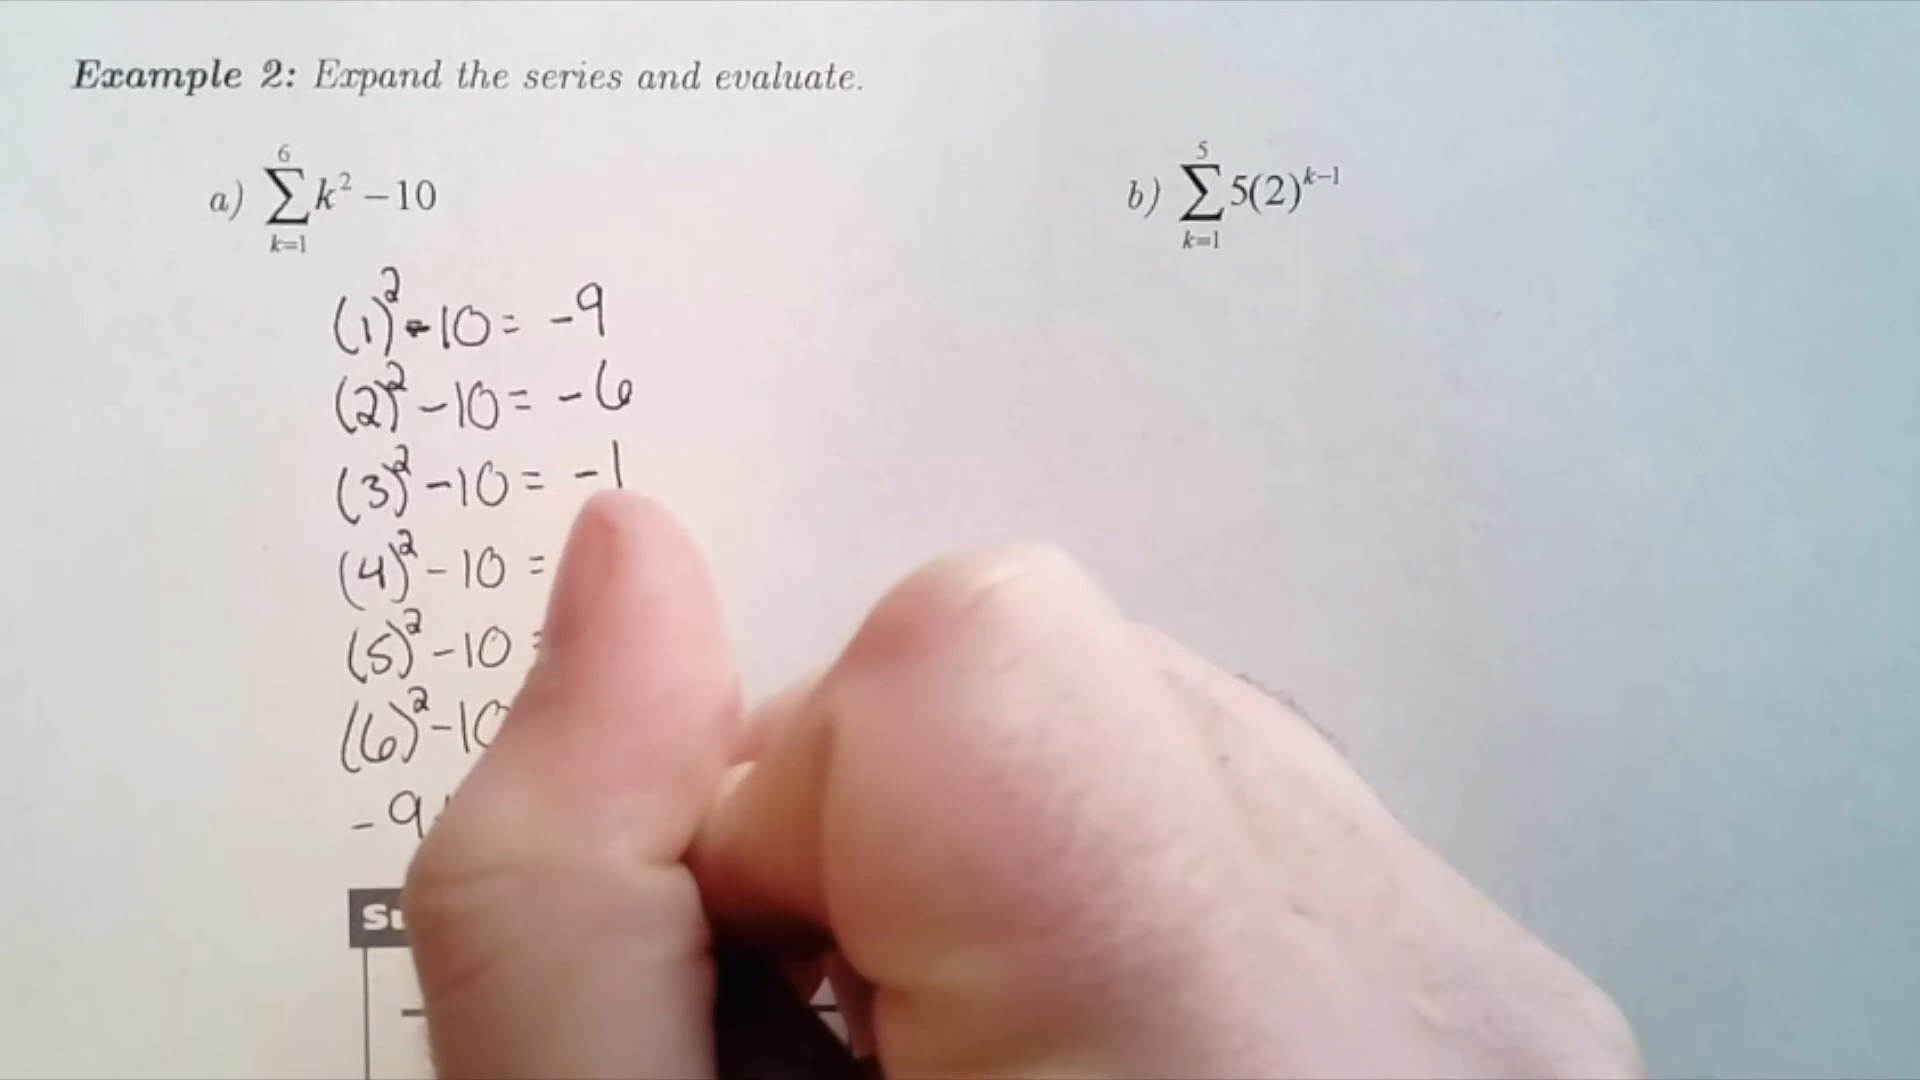 Example 2: Expand the series and evaluate.
a) ∑_{k=1}^{6} k² – 10
b) ∑_{k=1}^{5} 5(2)^{k–1}
(1)² - 10 = -9
(2)² - 10 = -6
(3)² - 10 = -1
(4)² - 10 =
(5)² - 10 =
(6)² - 10
-9